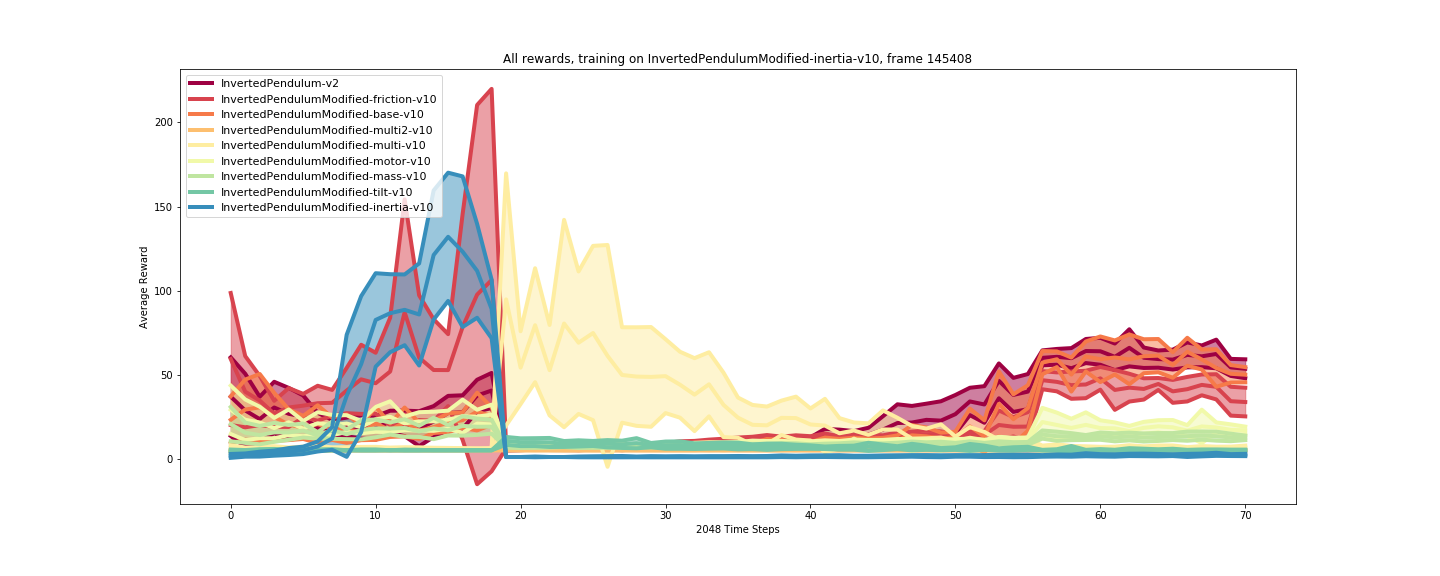 All rewards, training on InvertedPendulumModified-inertia-v10, frame 145408
InvertedPendulum-v2
InvertedPendulumModified-friction-v10
InvertedPendulumModified-base-v10
InvertedPendulumModified-multi2-v10
InvertedPendulumModified-multi-v10
InvertedPendulumModified-motor-v10
InvertedPendulumModified-mass-v10
InvertedPendulumModified-tilt-v10
InvertedPendulumModified-inertia-v10
200
150
100
50
0
Average Reward
0 10 20 30 40 50 60 70
2048 Time Steps